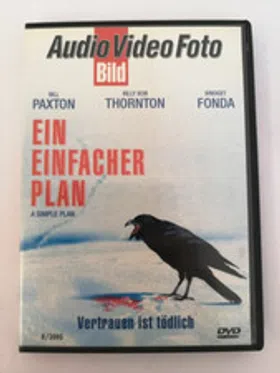 Audio Video Foto
Bild
BILL BILLY BOB BRIDGET
PAXTON THORNTON FONDA
EIN
EINFACHER
PLAN
A SIMPLE PLAN
Vertrauen ist tödlich
DVD